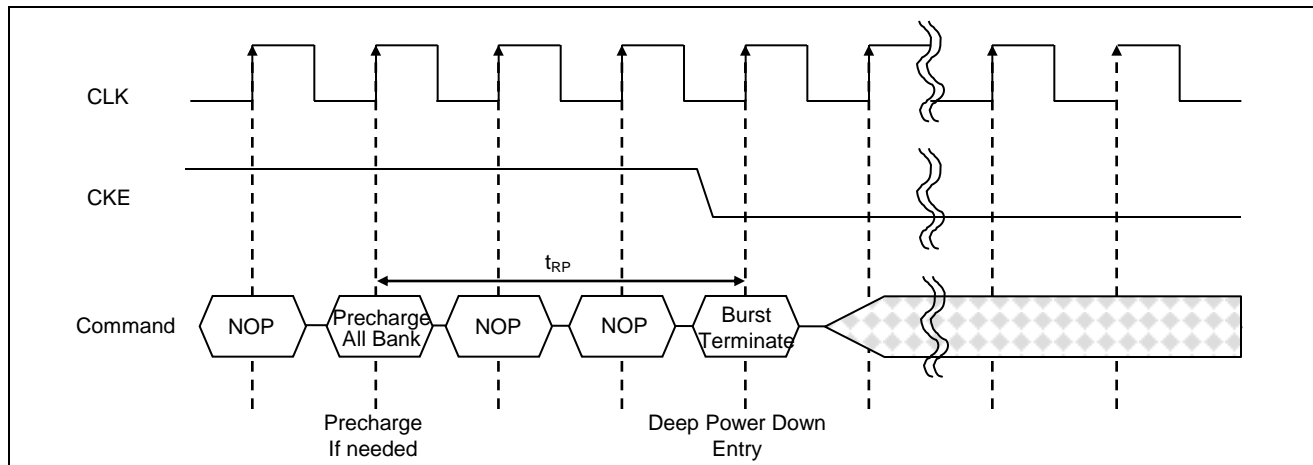 CLK
CKE
tRP
Command
NOP
Precharge
All Bank
NOP
NOP
Burst
Terminate
Precharge
If needed
Deep Power Down
Entry